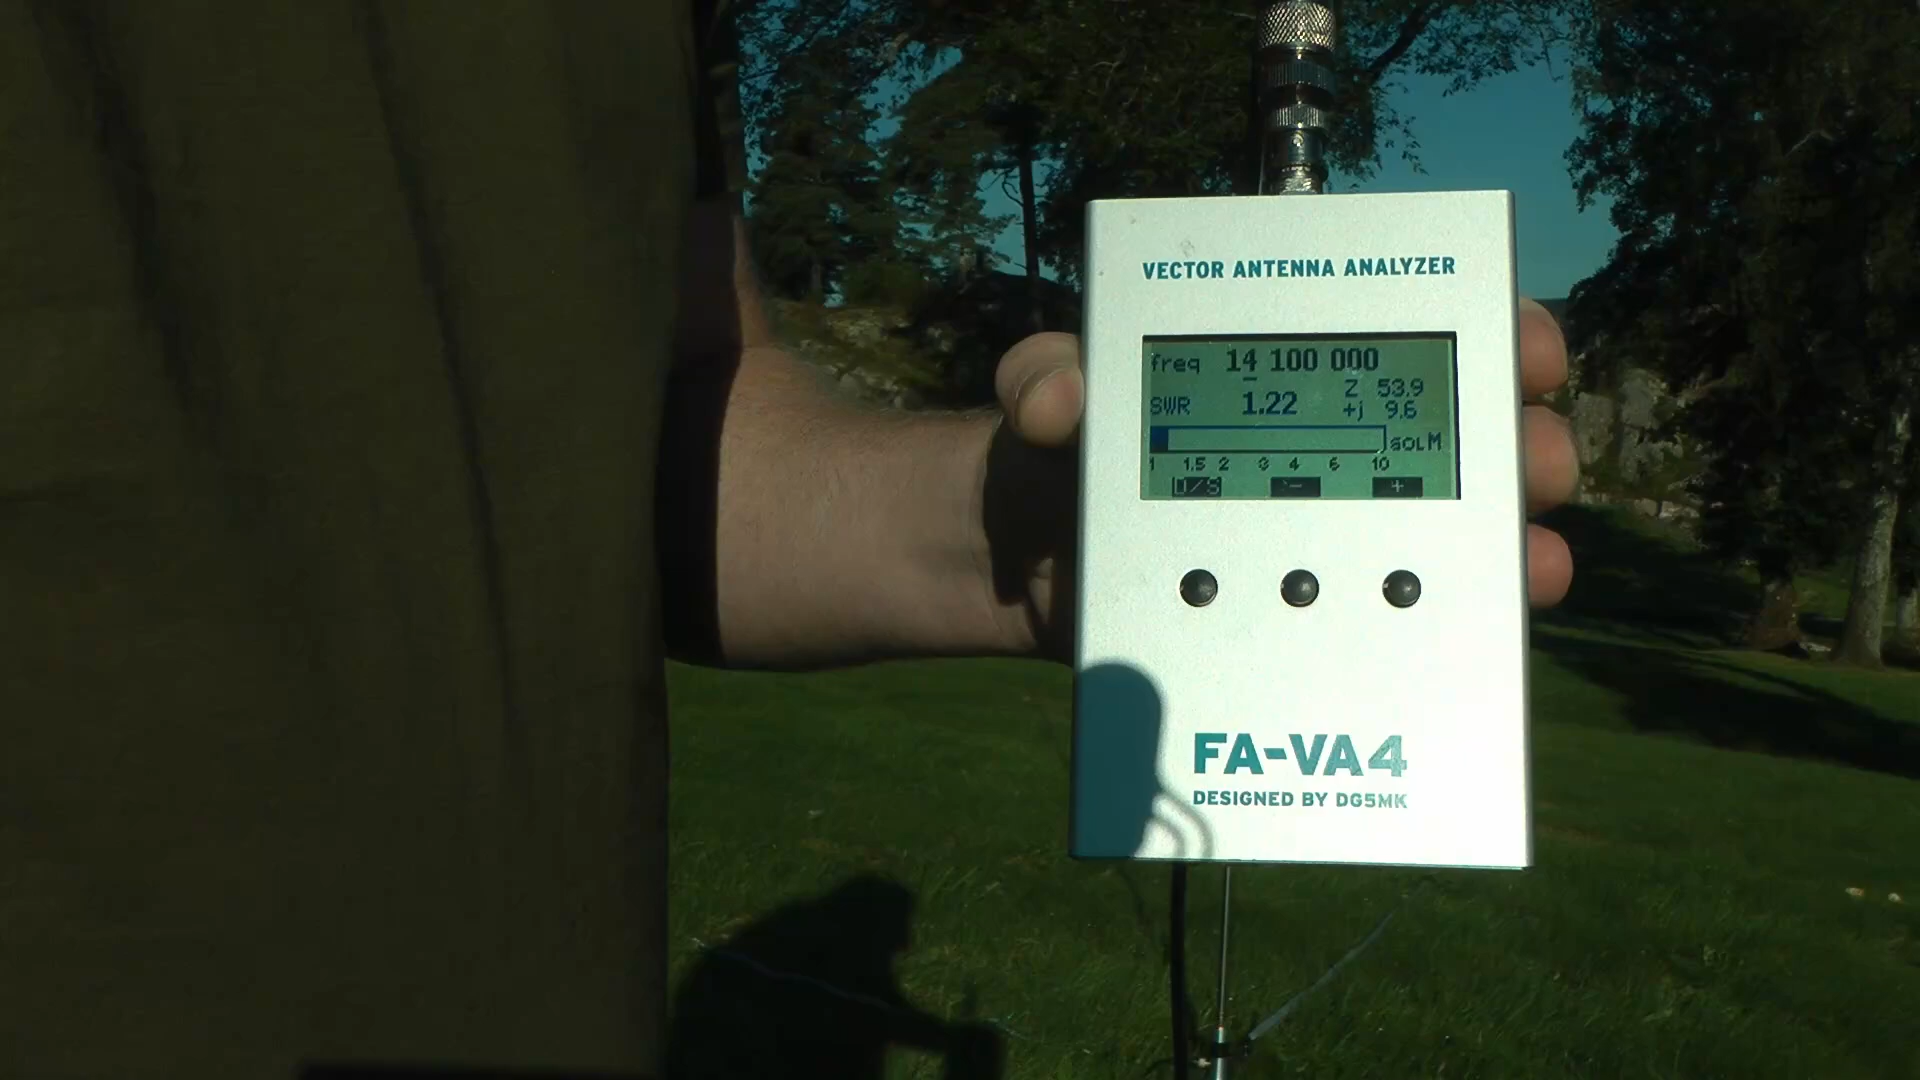 VECTOR ANTENNA ANALYZER
freq 14 100 000
Z 53.9
SWR 1.22 +j 9.6
SOLM
1 1.5 2 3 4 6 10
U/S - +
FA-VA4
DESIGNED BY DG5MK